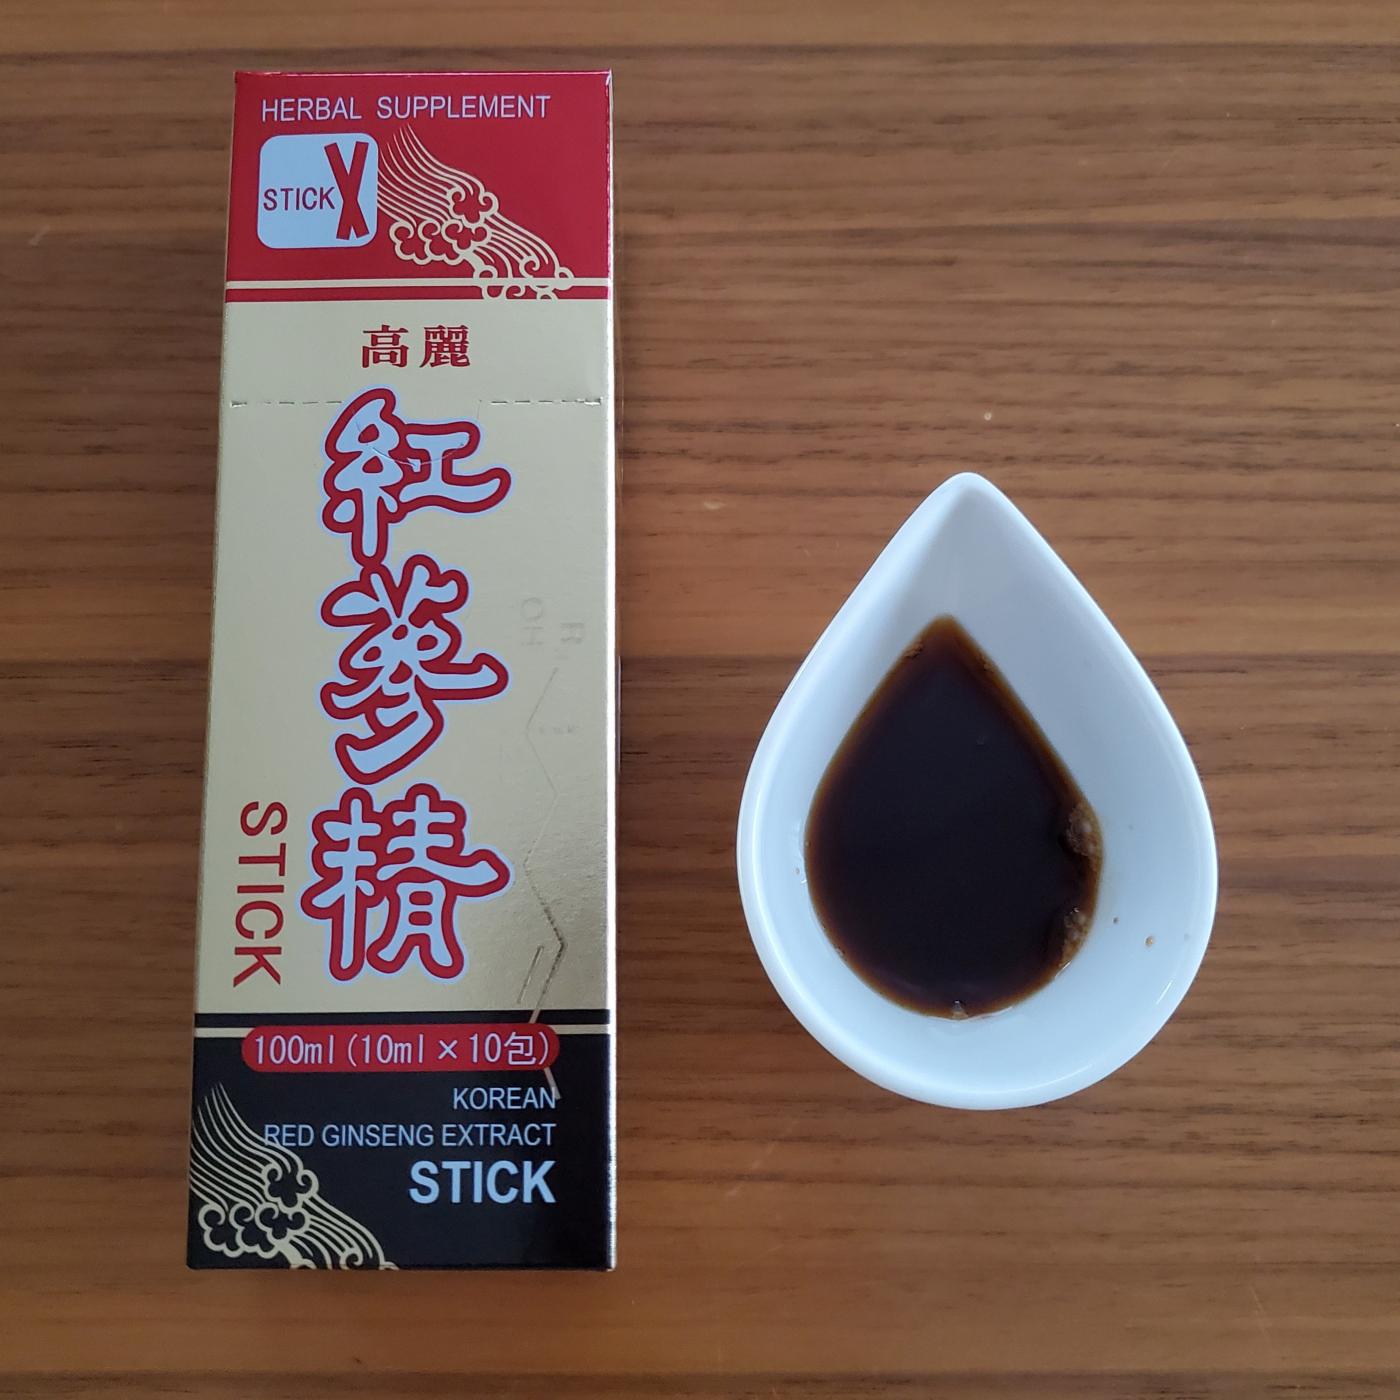 HERBAL SUPPLEMENT
STICK
高麗
紅蔘精
STICK
100ml (10ml×10包)
KOREAN
RED GINSENG EXTRACT
STICK